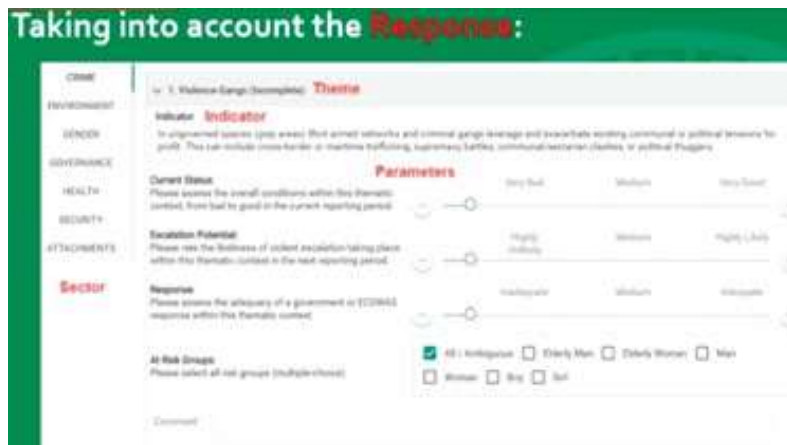 Taking into account the Response:
CRIME
ENVIRONMENT
GENDER
GOVERNANCE
HEALTH
SECURITY
ATTACHMENTS
Sector
1. Violence-Gangs (Incomplete) Theme
Indicator Indicator
In ungoverned spaces (gap areas) illicit armed networks and criminal gangs leverage and exacerbate existing communal or political tensions for
profit. This can include cross-border or maritime trafficking, supremacy battles, communal/sectarian clashes, or political thuggery.
Parameters
Current Status:
Please assess the overall conditions within this thematic
context, from bad to good in the current reporting period.
Very Bad Medium Very Good
Escalation Potential:
Please rate the likeliness of violent escalation taking place
within this thematic context in the next reporting period.
Highly Unlikely Medium Highly Likely
Response
Please assess the adequacy of a government or ECOWAS
response within this thematic context.
Inadequate Medium Adequate
At Risk Groups:
Please select all risk groups (multiple-choice)
All / Ambiguous Elderly Man Elderly Woman Man
Woman Boy Girl
Comment